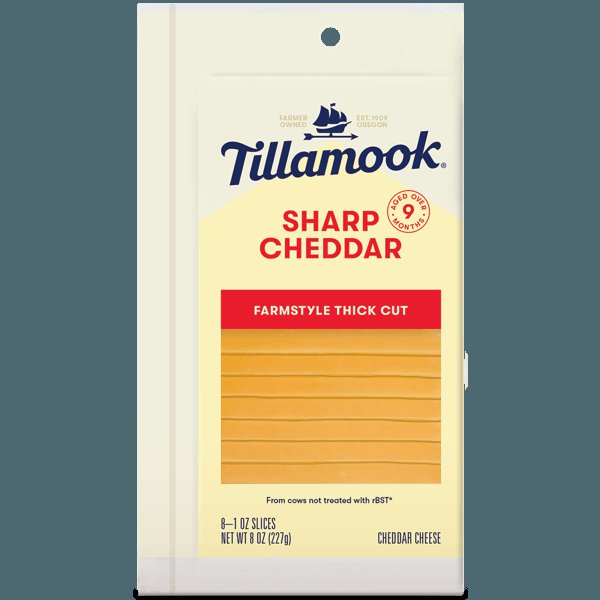 FARMER
OWNED
EST. 1909
OREGON
Tillamook®
SHARP
CHEDDAR
AGED OVER
9
MONTHS
FARMSTYLE THICK CUT
From cows not treated with rBST*
8–1 OZ SLICES
NET WT 8 OZ (227g)
CHEDDAR CHEESE